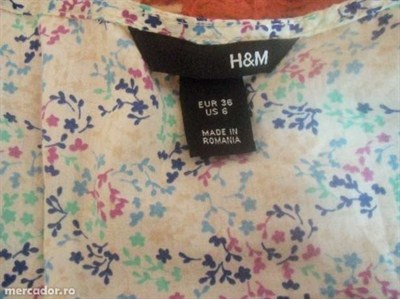 H&M
EUR 36
US 6
MADE IN
ROMANIA
mercador.ro